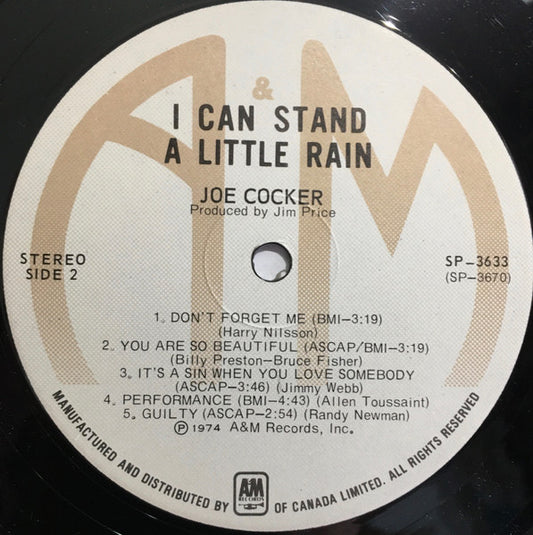 A&M
I CAN STAND
A LITTLE RAIN
JOE COCKER
Produced by Jim Price
STEREO
SIDE 2
SP–3633
(SP–3670)
1. DON'T FORGET ME (BMI–3:19)
(Harry Nilsson)
2. YOU ARE SO BEAUTIFUL (ASCAP/BMI–3:19)
(Billy Preston–Bruce Fisher)
3. IT'S A SIN WHEN YOU LOVE SOMEBODY
(ASCAP–3:46) (Jimmy Webb)
4. PERFORMANCE (BMI–4:43) (Allen Toussaint)
5. GUILTY (ASCAP–2:54) (Randy Newman)
Ⓟ 1974 A&M Records, Inc.
MANUFACTURED AND DISTRIBUTED BY A&M RECORDS OF CANADA LIMITED. ALL RIGHTS RESERVED